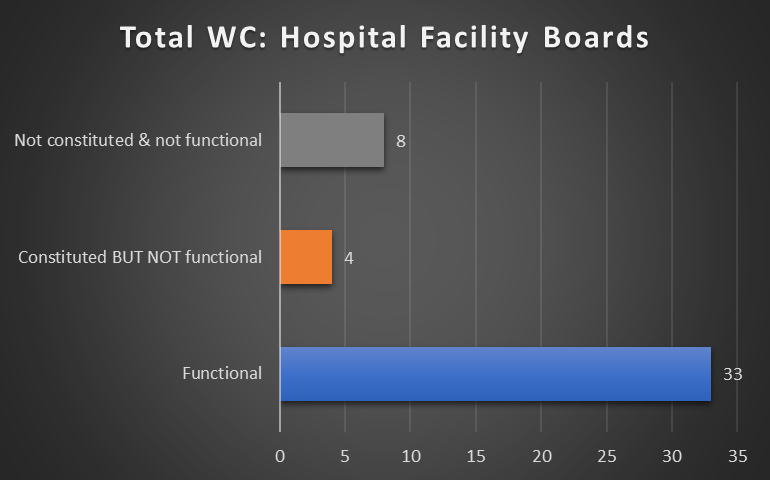 Total WC: Hospital Facility Boards
Not constituted & not functional
8
Constituted BUT NOT functional
4
Functional
33
0 5 10 15 20 25 30 35